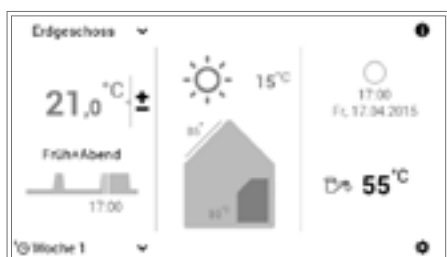 Erdgeschoss
21,0 °C ±
Früh+Abend
17:00
Woche 1
15°C
17:00
Fr, 17.04.2015
55°C